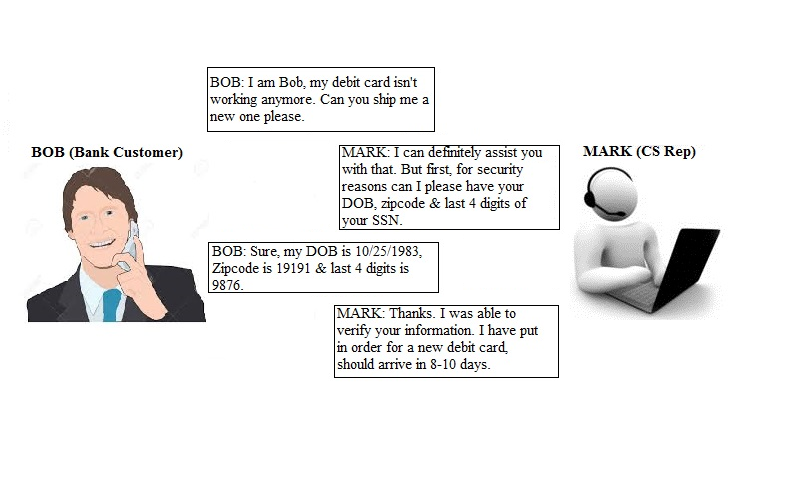 BOB: I am Bob, my debit card isn't
working anymore. Can you ship me a
new one please.
BOB (Bank Customer)
MARK: I can definitely assist you
with that. But first, for security
reasons can I please have your
DOB, zipcode & last 4 digits of
your SSN.
MARK (CS Rep)
BOB: Sure, my DOB is 10/25/1983,
Zipcode is 19191 & last 4 digits is
9876.
MARK: Thanks. I was able to
verify your information. I have put
in order for a new debit card,
should arrive in 8-10 days.